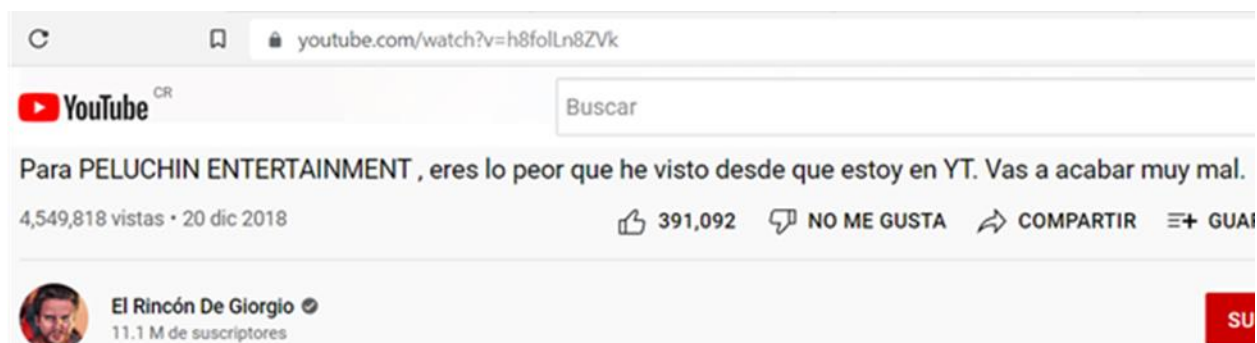 youtube.com/watch?v=h8folLn8ZVk
YouTube CR
Buscar
Para PELUCHIN ENTERTAINMENT , eres lo peor que he visto desde que estoy en YT. Vas a acabar muy mal.
4,549,818 vistas • 20 dic 2018 391,092 NO ME GUSTA COMPARTIR GUAR
El Rincón De Giorgio
11.1 M de suscriptores
SU